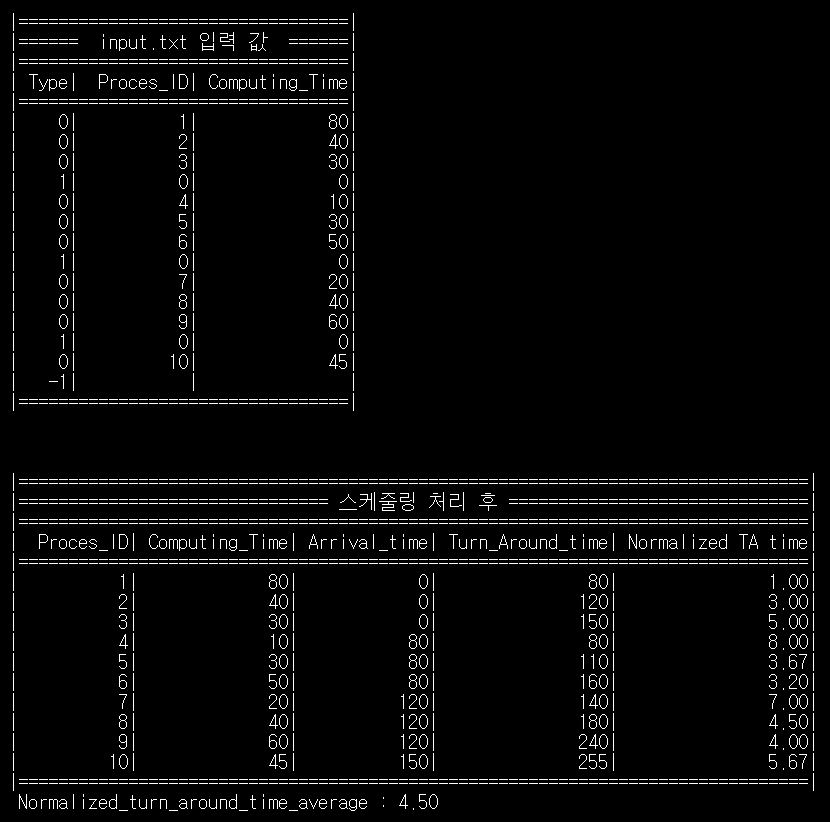 |=================================|
|====== input.txt 입력 값 ======|
|=================================|
| Type| Proces_ID| Computing_Time|
|=================================|
| 0| 1| 80|
| 0| 2| 40|
| 0| 3| 30|
| 1| 0| 0|
| 0| 4| 10|
| 0| 5| 30|
| 0| 6| 50|
| 1| 0| 0|
| 0| 7| 20|
| 0| 8| 40|
| 0| 9| 60|
| 1| 0| 0|
| 0| 10| 45|
| -1| | |
|=================================|
|===============================================================================|
|=============================== 스케줄링 처리 후 ==============================|
|===============================================================================|
| Proces_ID| Computing_Time| Arrival_time| Turn_Around_time| Normalized TA time|
|===============================================================================|
| 1| 80| 0| 80| 1.00|
| 2| 40| 0| 120| 3.00|
| 3| 30| 0| 150| 5.00|
| 4| 10| 80| 80| 8.00|
| 5| 30| 80| 110| 3.67|
| 6| 50| 80| 160| 3.20|
| 7| 20| 120| 140| 7.00|
| 8| 40| 120| 180| 4.50|
| 9| 60| 120| 240| 4.00|
| 10| 45| 150| 255| 5.67|
|===============================================================================|
Normalized_turn_around_time_average : 4.50